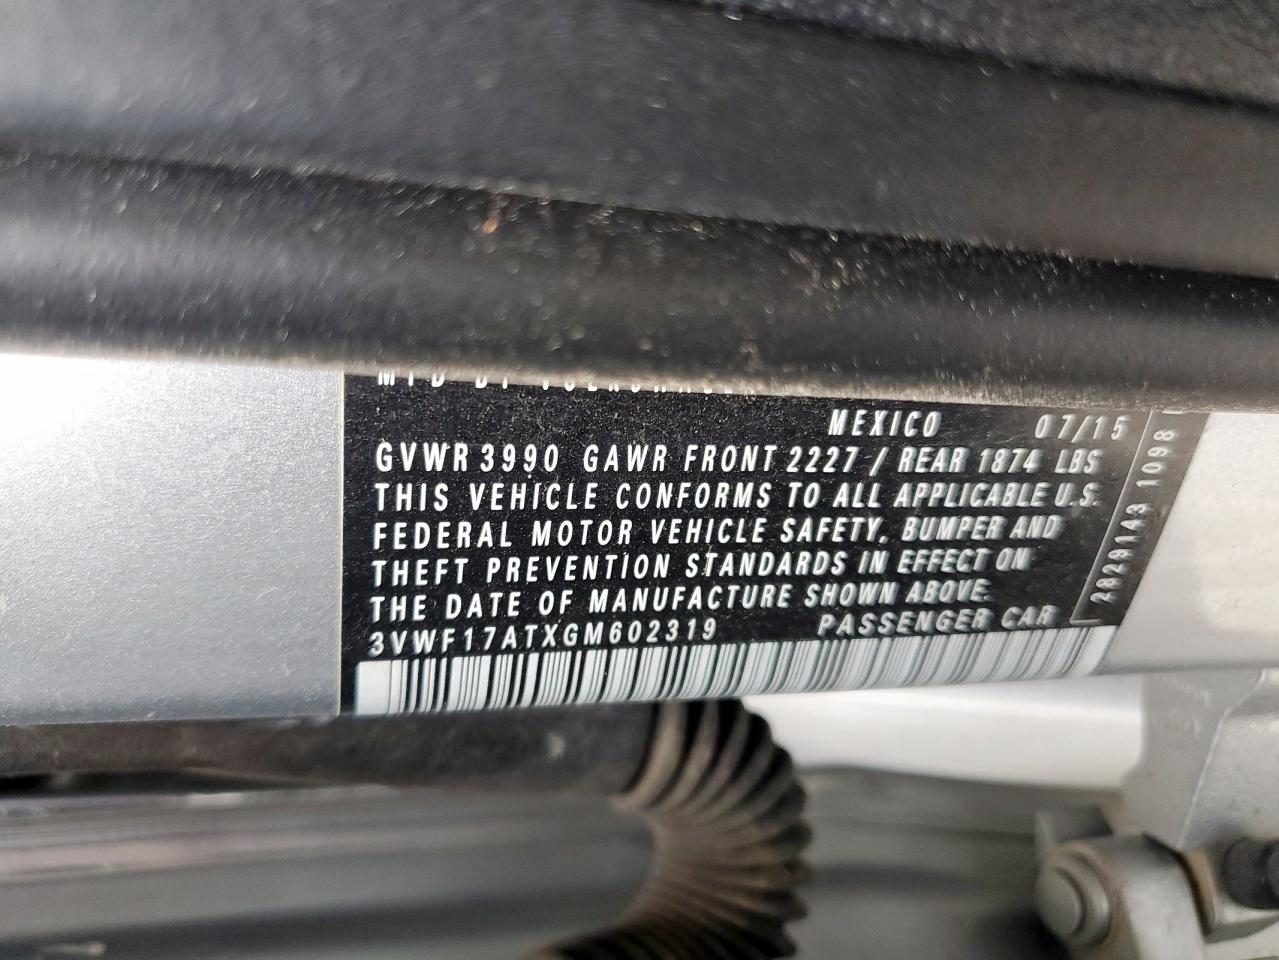 MEXICO 07/15
GVWR 3990 GAWR FRONT 2227 / REAR 1874 LBS
THIS VEHICLE CONFORMS TO ALL APPLICABLE U.S.
FEDERAL MOTOR VEHICLE SAFETY, BUMPER AND
THEFT PREVENTION STANDARDS IN EFFECT ON
THE DATE OF MANUFACTURE SHOWN ABOVE.
3VWF17ATXGM602319 PASSENGER CAR
2829143 1098